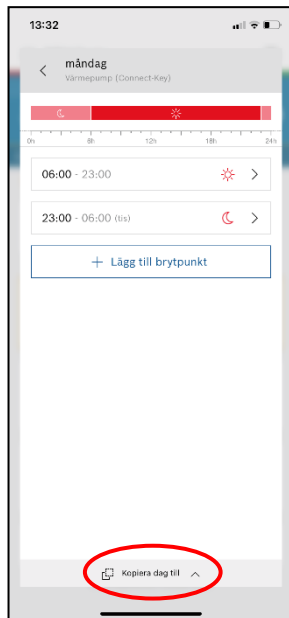 13:32
måndag
Värmepump (Connect-Key)
0h 6h 12h 18h 24h
06:00 - 23:00
23:00 - 06:00 (tis)
+ Lägg till brytpunkt
Kopiera dag till